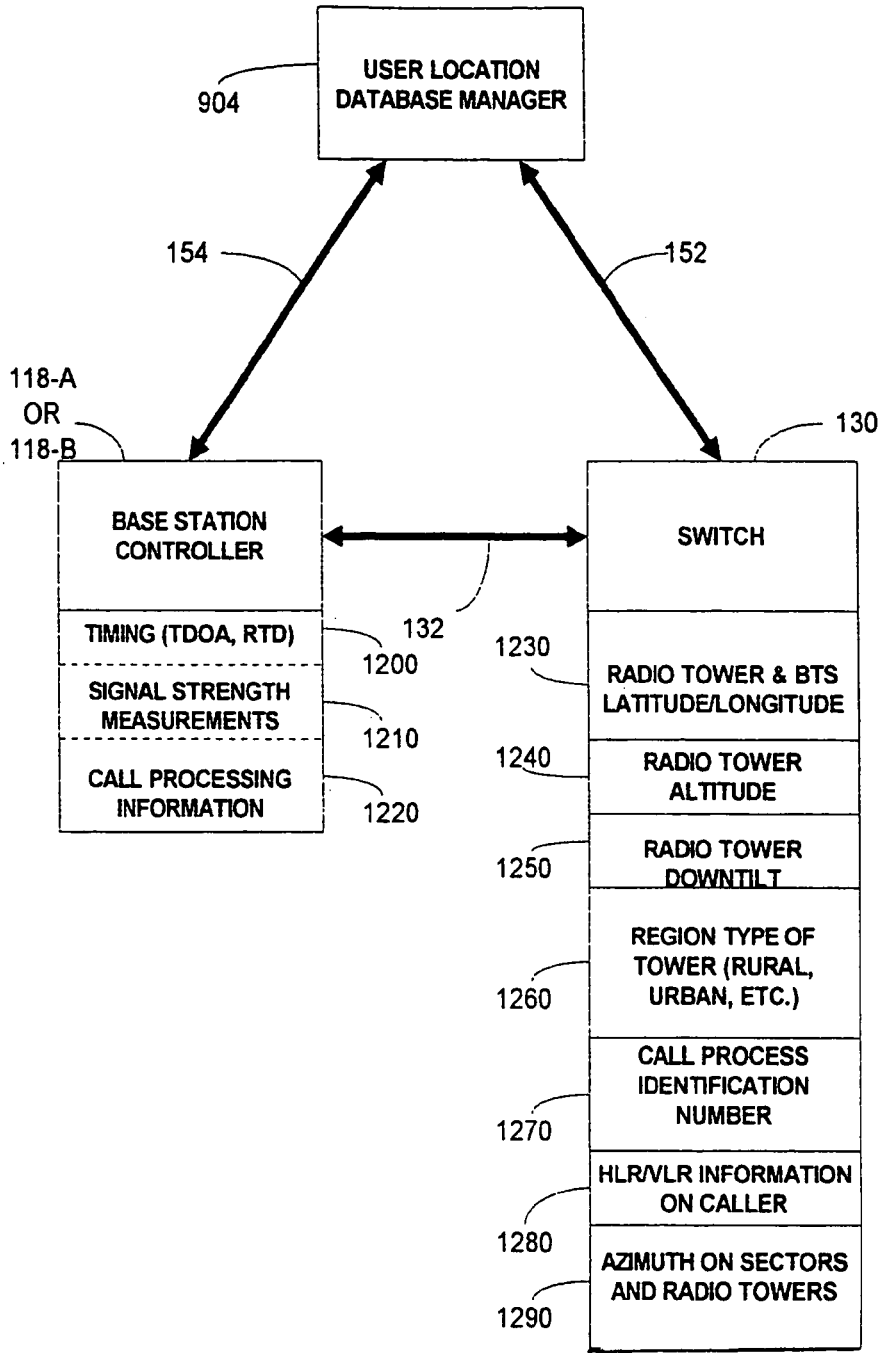 USER LOCATION
DATABASE MANAGER
904
154
152
118-A
OR
118-B
130
BASE STATION
CONTROLLER
SWITCH
132
TIMING (TDOA, RTD)
1200
SIGNAL STRENGTH
MEASUREMENTS
1210
CALL PROCESSING
INFORMATION
1220
1230
RADIO TOWER & BTS
LATITUDE/LONGITUDE
1240
RADIO TOWER
ALTITUDE
1250
RADIO TOWER
DOWNTILT
REGION TYPE OF
TOWER (RURAL,
URBAN, ETC.)
1260
CALL PROCESS
IDENTIFICATION
NUMBER
1270
HLR/VLR INFORMATION
ON CALLER
1280
AZIMUTH ON SECTORS
AND RADIO TOWERS
1290